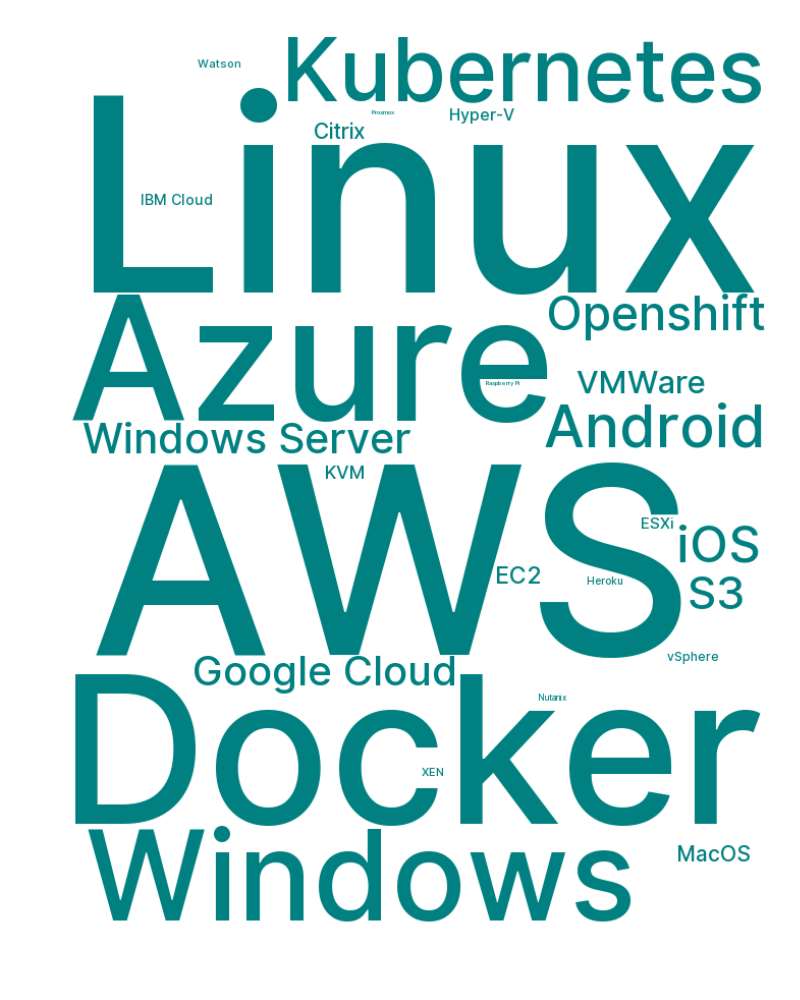 Kubernetes
Watson
Proxmox
Hyper-V
Citrix
Linux
IBM Cloud
Openshift
Azure
Raspberry Pi
VMWare
Android
Windows Server
KVM
AWS
ESXi
iOS
EC2
Heroku
S3
vSphere
Google Cloud
Nutanix
Docker
XEN
Windows
MacOS